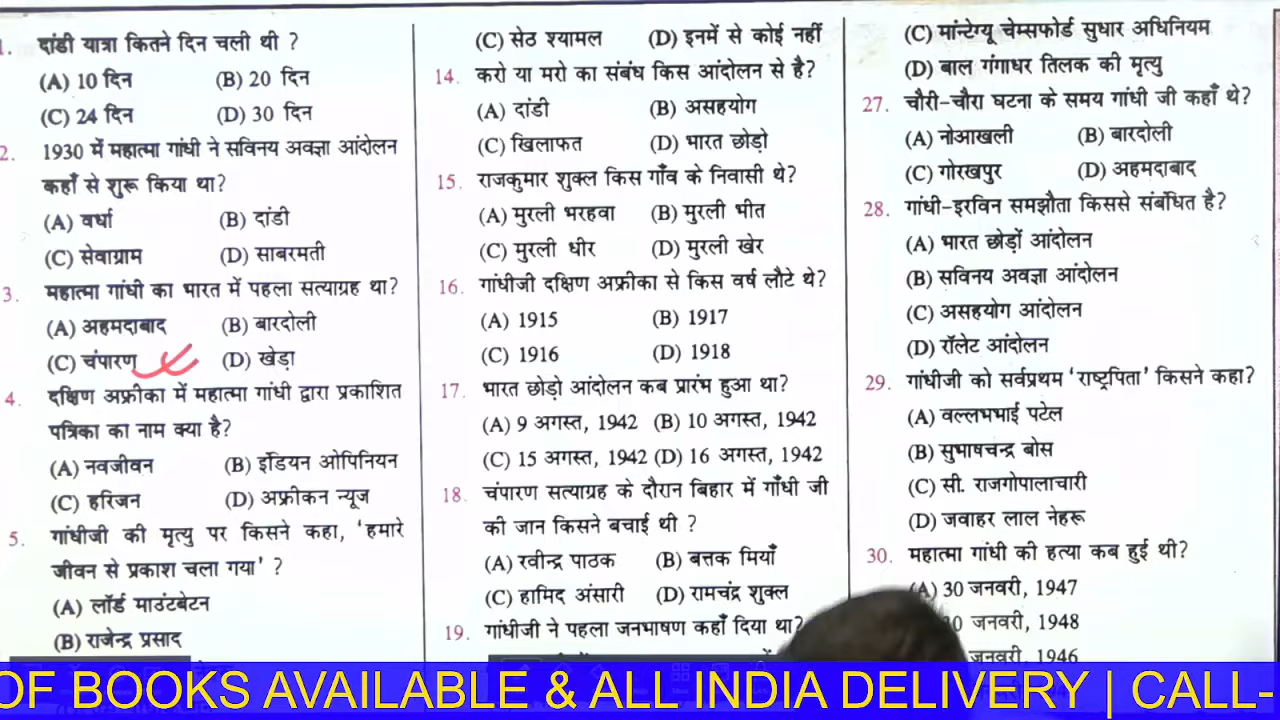 1. दांडी यात्रा कितने दिन चली थी ?
(A) 10 दिन (B) 20 दिन
(C) 24 दिन (D) 30 दिन
2. 1930 में महात्मा गांधी ने सविनय अवज्ञा आंदोलन
कहाँ से शुरू किया था?
(A) वर्धा (B) दांडी
(C) सेवाग्राम (D) साबरमती
3. महात्मा गांधी का भारत में पहला सत्याग्रह था?
(A) अहमदाबाद (B) बारदोली
(C) चंपारण (D) खेड़ा
4. दक्षिण अफ्रीका में महात्मा गांधी द्वारा प्रकाशित
पत्रिका का नाम क्या है?
(A) नवजीवन (B) इंडियन ओपिनियन
(C) हरिजन (D) अफ्रीकन न्यूज
5. गांधीजी की मृत्यु पर किसने कहा, 'हमारे
जीवन से प्रकाश चला गया' ?
(A) लॉर्ड माउंटबेटन
(B) राजेन्द्र प्रसाद
(C) सेठ श्यामल (D) इनमें से कोई नहीं
14. करो या मरो का संबंध किस आंदोलन से है?
(A) दांडी (B) असहयोग
(C) खिलाफत (D) भारत छोड़ो
15. राजकुमार शुक्ल किस गाँव के निवासी थे?
(A) मुरली भरहवा (B) मुरली भीत
(C) मुरली धीर (D) मुरली खेर
16. गांधीजी दक्षिण अफ्रीका से किस वर्ष लौटे थे?
(A) 1915 (B) 1917
(C) 1916 (D) 1918
17. भारत छोड़ो आंदोलन कब प्रारंभ हुआ था?
(A) 9 अगस्त, 1942 (B) 10 अगस्त, 1942
(C) 15 अगस्त, 1942 (D) 16 अगस्त, 1942
18. चंपारण सत्याग्रह के दौरान बिहार में गाँधी जी
की जान किसने बचाई थी ?
(A) रवीन्द्र पाठक (B) बत्तक मियाँ
(C) हामिद अंसारी (D) रामचंद्र शुक्ल
19. गांधीजी ने पहला जनभाषण कहाँ दिया था?
(C) मांन्टेग्यू चेम्सफोर्ड सुधार अधिनियम
(D) बाल गंगाधर तिलक की मृत्यु
27. चौरी-चौरा घटना के समय गांधी जी कहाँ थे?
(A) नोआखली (B) बारदोली
(C) गोरखपुर (D) अहमदाबाद
28. गांधी-इरविन समझौता किससे संबंधित है?
(A) भारत छोड़ों आंदोलन
(B) सविनय अवज्ञा आंदोलन
(C) असहयोग आंदोलन
(D) रॉलेट आंदोलन
29. गांधीजी को सर्वप्रथम 'राष्ट्रपिता' किसने कहा?
(A) वल्लभभाई पटेल
(B) सुभाषचन्द्र बोस
(C) सी. राजगोपालाचारी
(D) जवाहर लाल नेहरू
30. महात्मा गांधी की हत्या कब हुई थी?
(A) 30 जनवरी, 1947
जनवरी, 1948
जनवरी, 1946
OF BOOKS AVAILABLE & ALL INDIA DELIVERY | CALL-